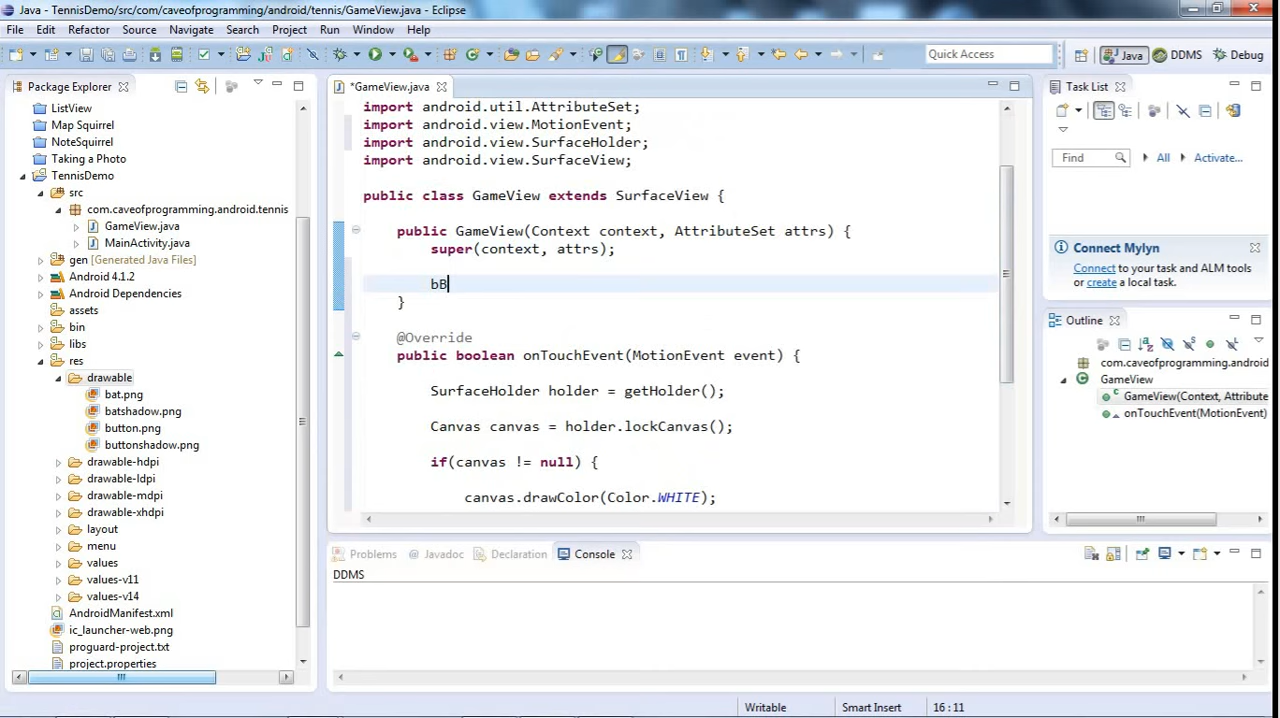 Java - TennisDemo/src/com/caveofprogramming/android/tennis/GameView.java - Eclipse
File Edit Refactor Source Navigate Search Project Run Window Help
Quick Access Java DDMS Debug
Package Explorer
ListView
Map Squirrel
NoteSquirrel
Taking a Photo
TennisDemo
src
com.caveofprogramming.android.tennis
GameView.java
MainActivity.java
gen [Generated Java Files]
Android 4.1.2
Android Dependencies
assets
bin
libs
res
drawable
bat.png
batshadow.png
button.png
buttonshadow.png
drawable-hdpi
drawable-ldpi
drawable-mdpi
drawable-xhdpi
layout
menu
values
values-v11
values-v14
AndroidManifest.xml
ic_launcher-web.png
proguard-project.txt
project.properties
*GameView.java
import android.util.AttributeSet;
import android.view.MotionEvent;
import android.view.SurfaceHolder;
import android.view.SurfaceView;
public class GameView extends SurfaceView {
public GameView(Context context, AttributeSet attrs) {
super(context, attrs);
bB
}
@Override
public boolean onTouchEvent(MotionEvent event) {
SurfaceHolder holder = getHolder();
Canvas canvas = holder.lockCanvas();
if(canvas != null) {
canvas.drawColor(Color.WHITE);
Task List
Find All Activate...
Connect Mylyn
Connect to your task and ALM tools
or create a local task.
Outline
com.caveofprogramming.android
GameView
GameView(Context, Attribute
onTouchEvent(MotionEvent)
Problems Javadoc Declaration Console
DDMS
Writable Smart Insert 16 : 11